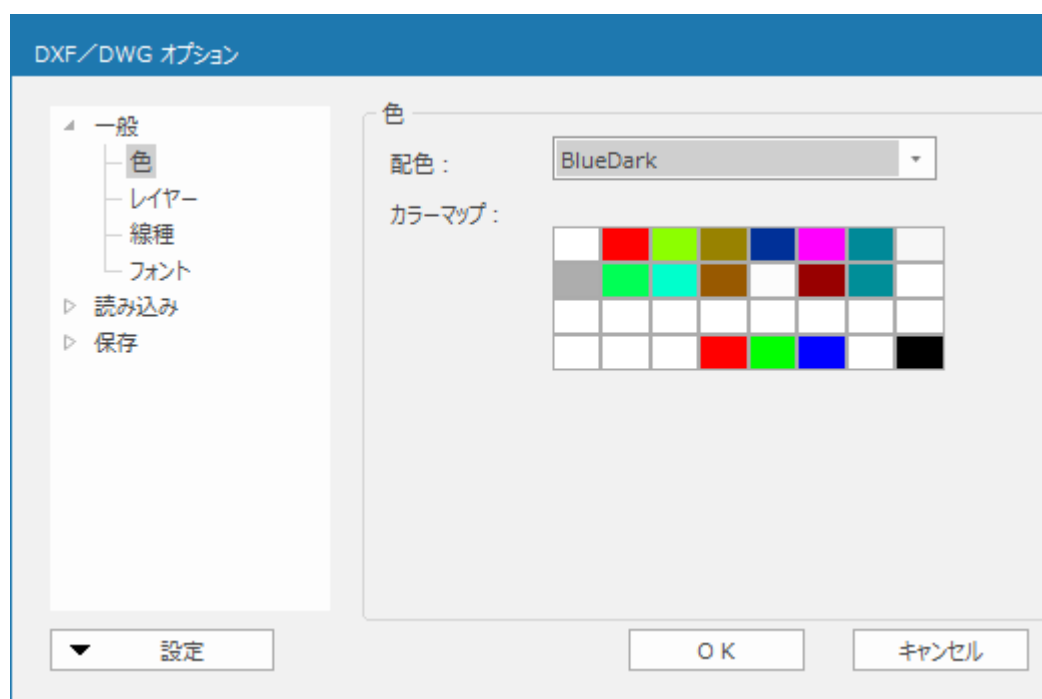 DXF／DWG オプション
一般
色
レイヤー
線種
フォント
読み込み
保存
色
配色：
BlueDark
カラーマップ：
設定
ＯＫ
キャンセル